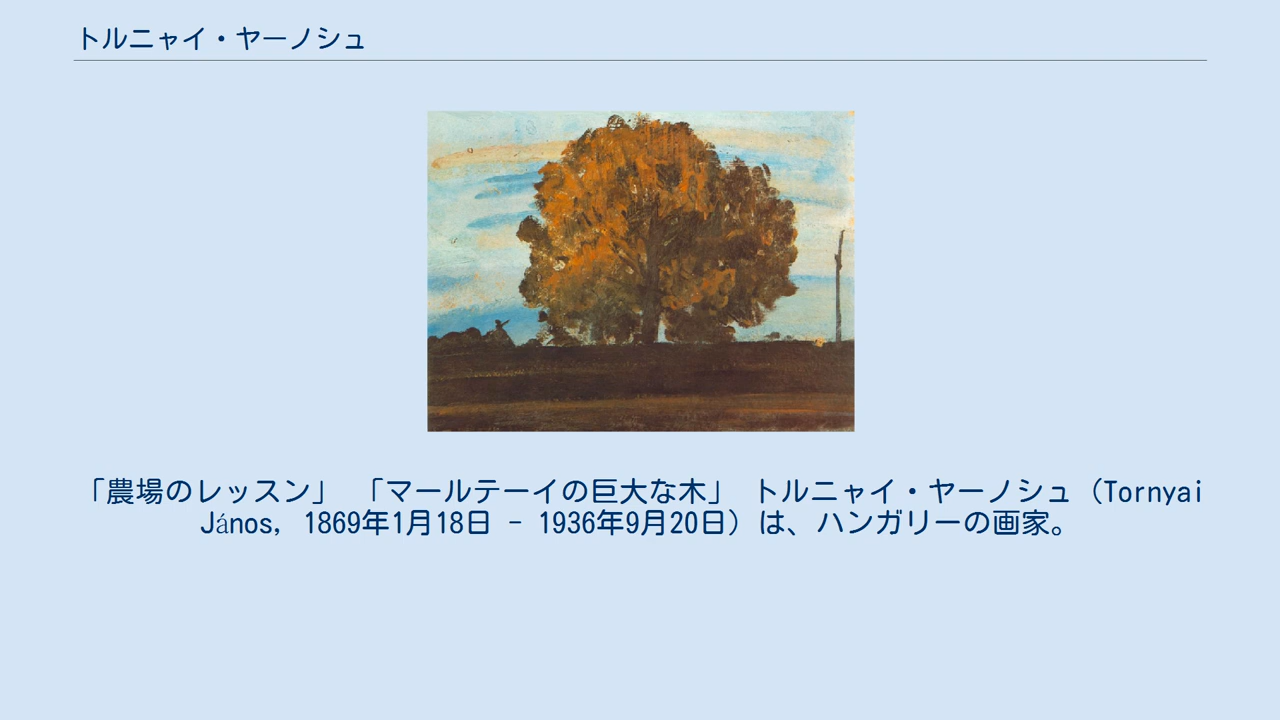 トルニャイ・ヤーノシュ
「農場のレッスン」 「マールテーイの巨大な木」 トルニャイ・ヤーノシュ（Tornyai
János, 1869年1月18日 - 1936年9月20日）は、ハンガリーの画家。